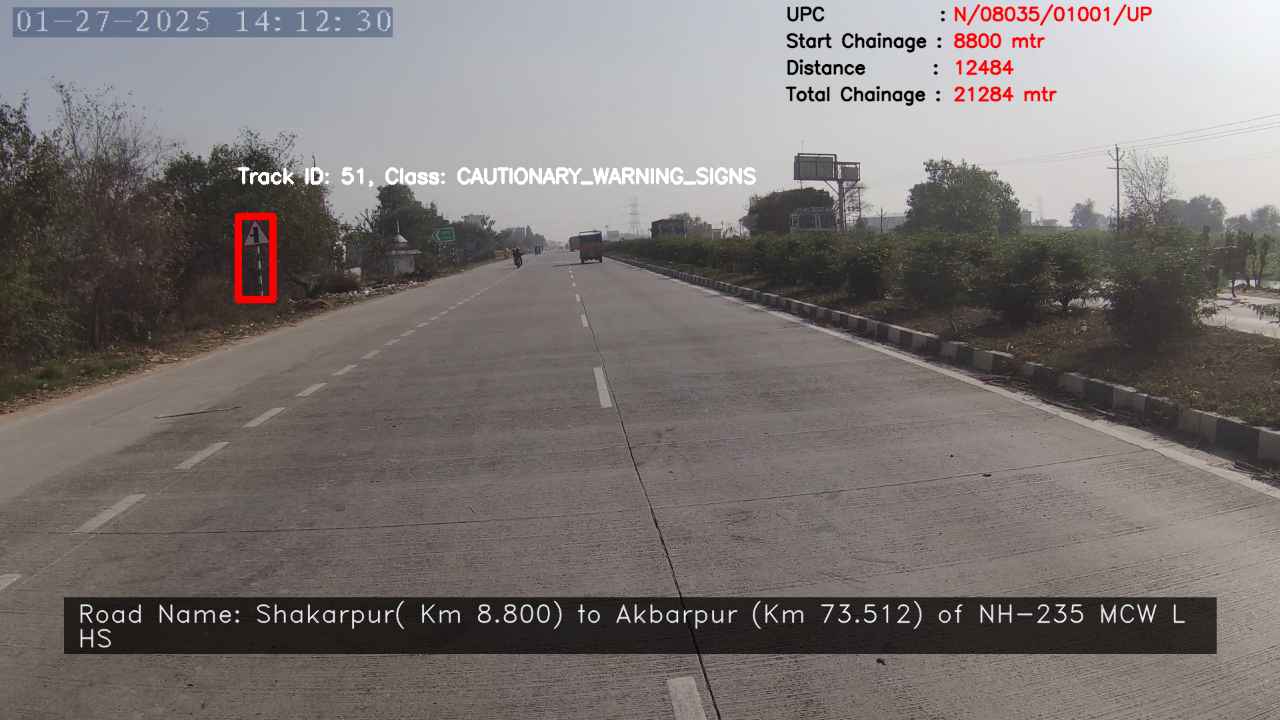 01-27-2025 14:12:30
UPC : N/08035/01001/UP
Start Chainage : 8800 mtr
Distance : 12484
Total Chainage : 21284 mtr
Track ID: 51, Class: CAUTIONARY_WARNING_SIGNS
Road Name: Shakarpur( Km 8.800) to Akbarpur (Km 73.512) of NH-235 MCW L
HS